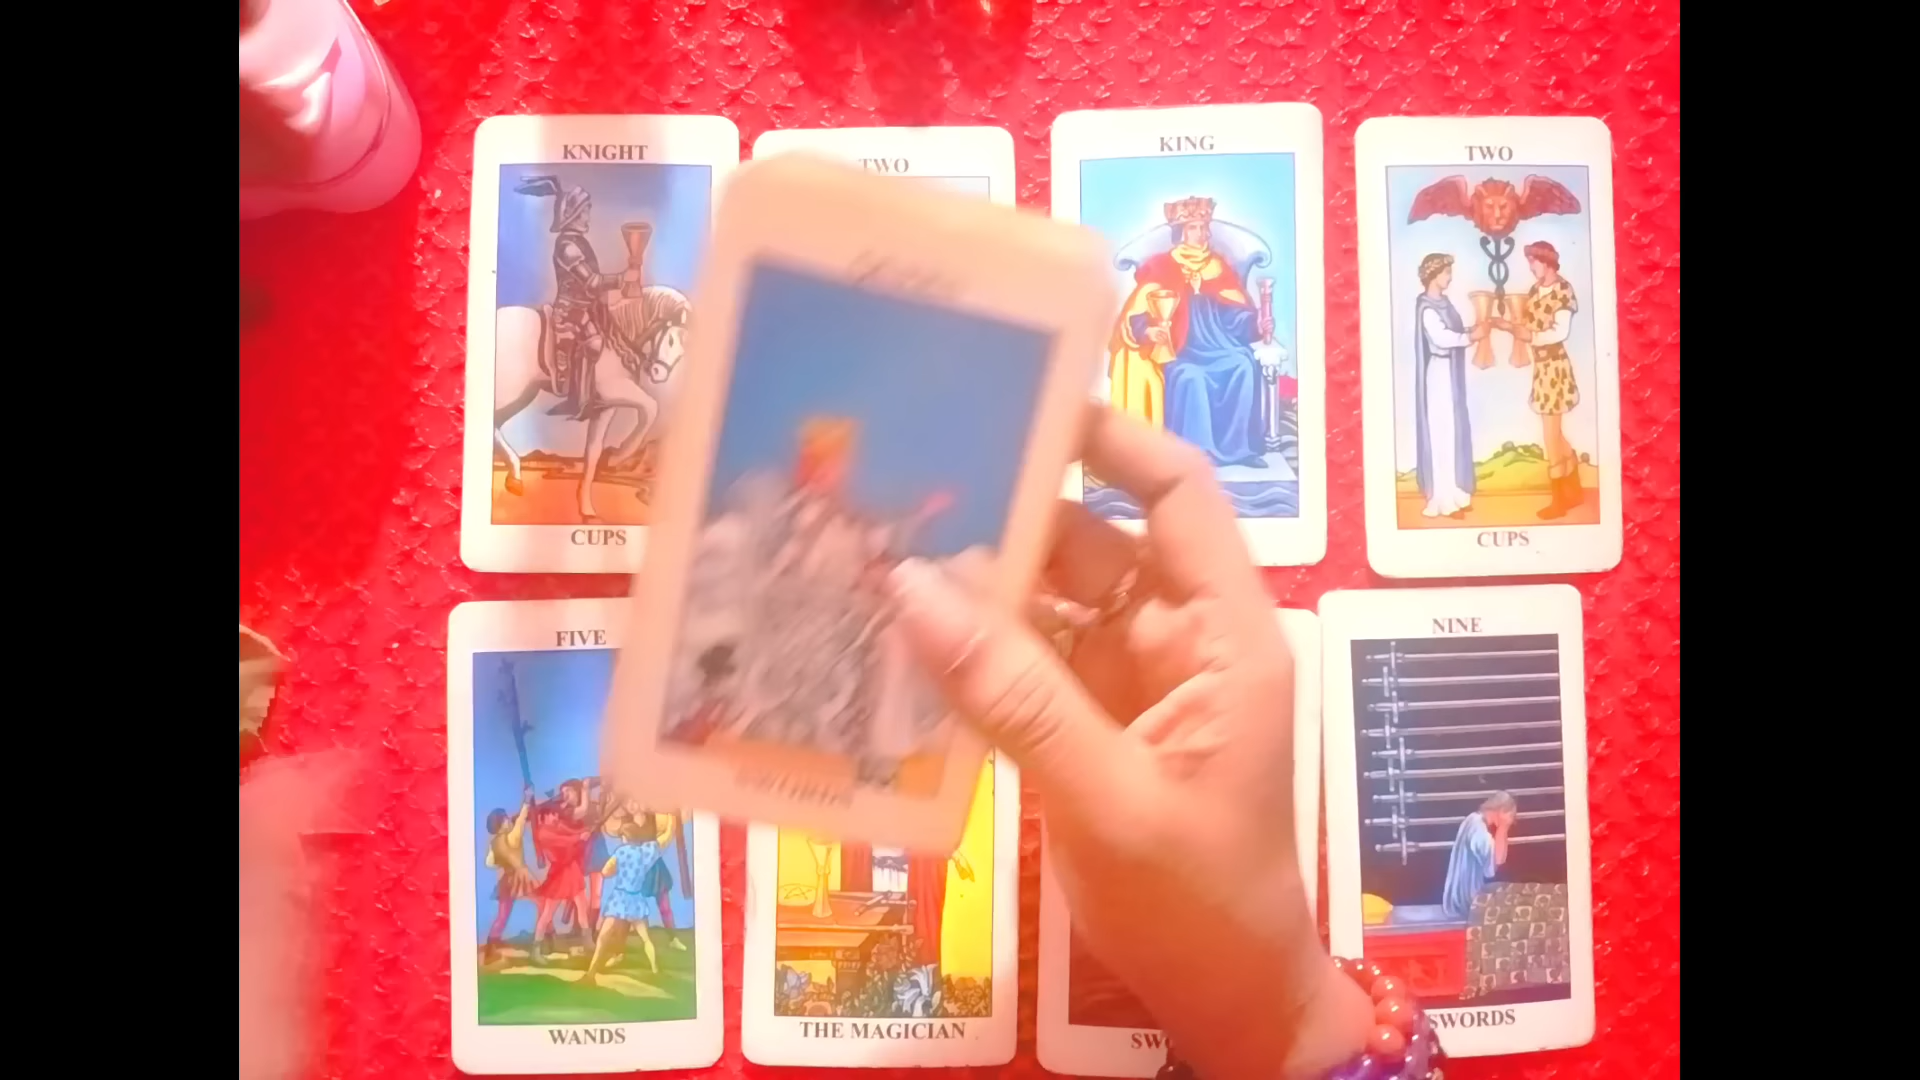 KNIGHT
TWO
KING
TWO
CUPS
CUPS
FIVE
NINE
WANDS
THE MAGICIAN
SWORDS